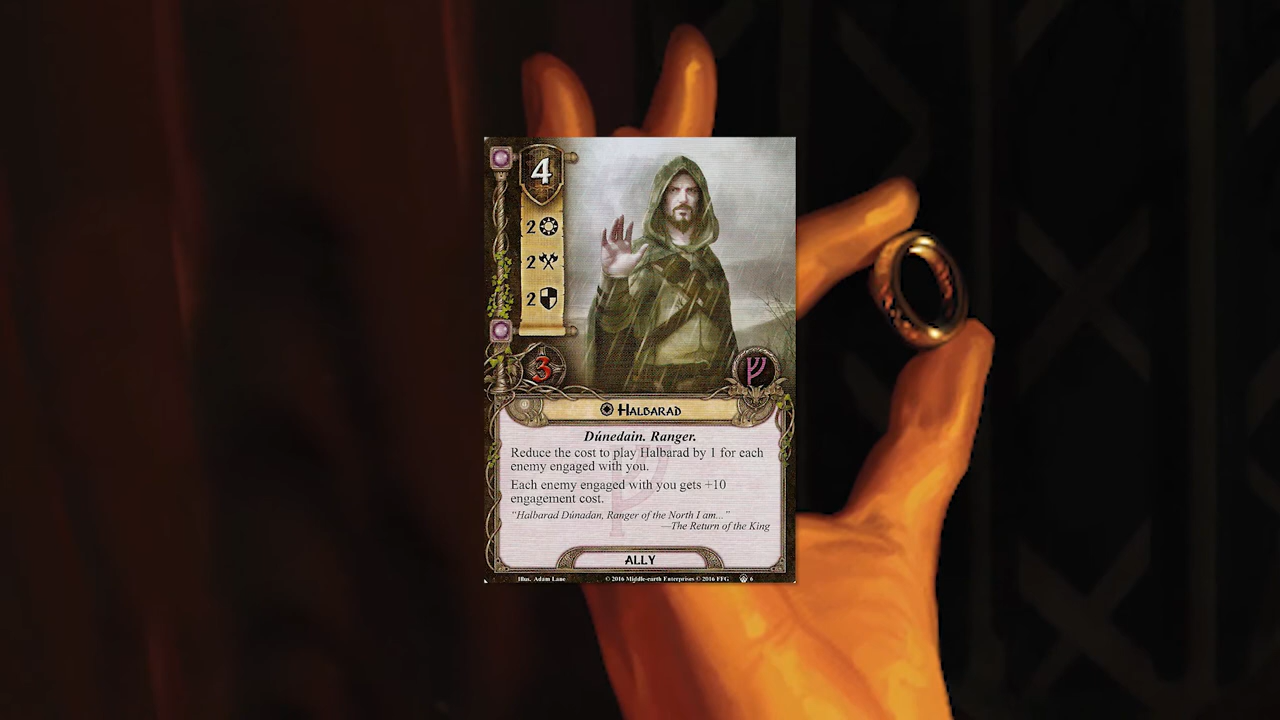 4
2
2
2
3
Halbarad
Dúnedain. Ranger.
Reduce the cost to play Halbarad by 1 for each
enemy engaged with you.
Each enemy engaged with you gets +10
engagement cost.
"Halbarad Dúnadan, Ranger of the North I am..."
—The Return of the King
ALLY
Illus. Adam Lane © 2016 Middle-earth Enterprises © 2016 FFG 6